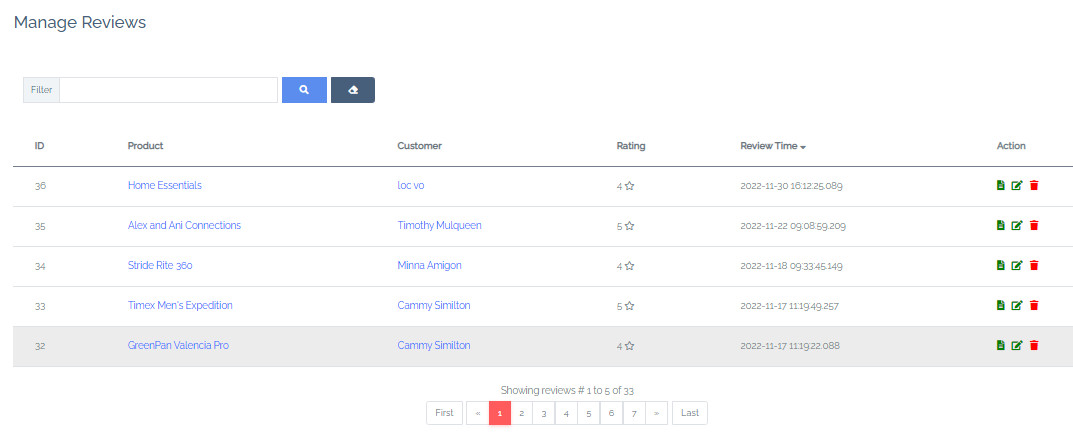 Manage Reviews
Filter
ID Product Customer Rating Review Time Action
36 Home Essentials loc vo 4 2022-11-30 16:12:25.089
35 Alex and Ani Connections Timothy Mulqueen 5 2022-11-22 09:08:59.209
34 Stride Rite 360 Minna Amigon 4 2022-11-18 09:33:45.149
33 Timex Men's Expedition Cammy Similton 5 2022-11-17 11:19:49.257
32 GreenPan Valencia Pro Cammy Similton 4 2022-11-17 11:19:22.088
Showing reviews # 1 to 5 of 33
First « 1 2 3 4 5 6 7 » Last